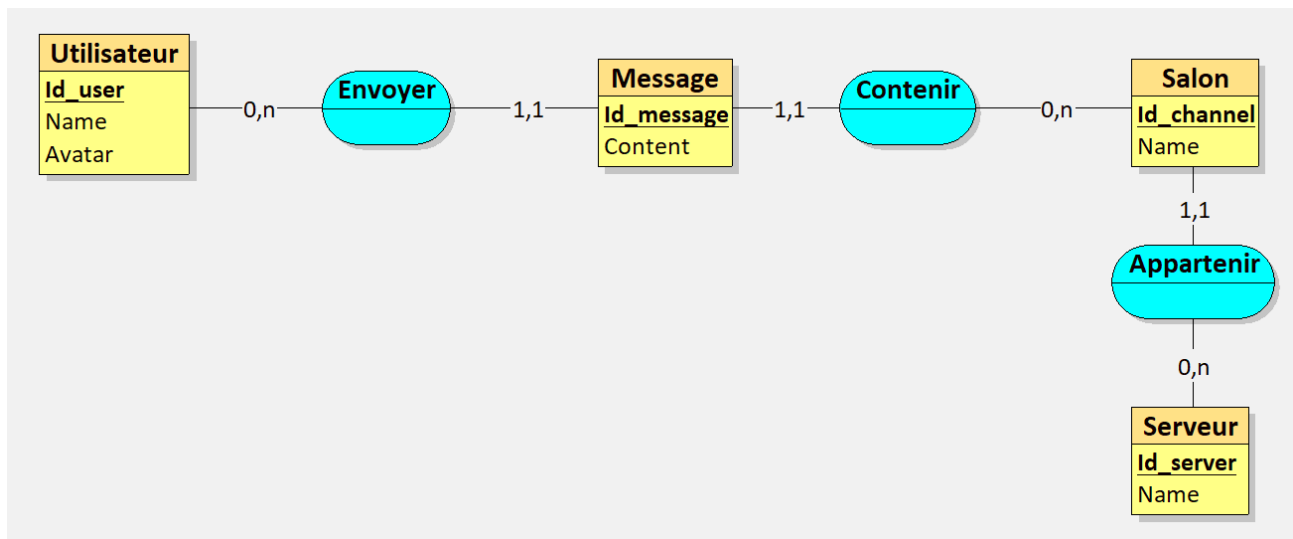 Utilisateur
Id_user
Name
Avatar
0,n
Envoyer
1,1
Message
Id_message
Content
1,1
Contenir
0,n
Salon
Id_channel
Name
1,1
Appartenir
0,n
Serveur
Id_server
Name